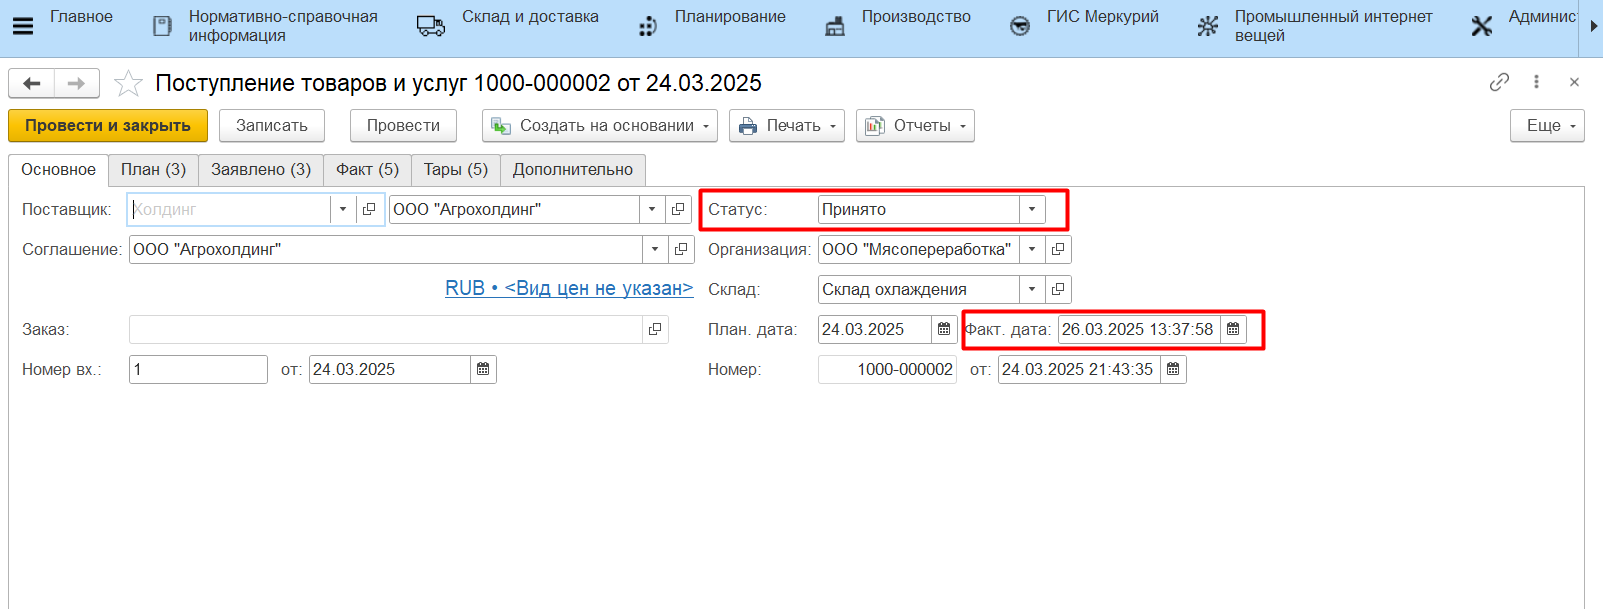 Главное
Нормативно-справочная информация
Склад и доставка
Планирование
Производство
ГИС Меркурий
Промышленный интернет вещей
Админис
Поступление товаров и услуг 1000-000002 от 24.03.2025
Провести и закрыть Записать Провести Создать на основании Печать Отчеты Еще
Основное План (3) Заявлено (3) Факт (5) Тары (5) Дополнительно
Поставщик: Холдинг ООО "Агрохолдинг" Статус: Принято
Соглашение: ООО "Агрохолдинг" Организация: ООО "Мясопереработка"
RUB • <Вид цен не указан> Склад: Склад охлаждения
Заказ: План. дата: 24.03.2025 Факт. дата: 26.03.2025 13:37:58
Номер вх.: 1 от: 24.03.2025 Номер: 1000-000002 от: 24.03.2025 21:43:35